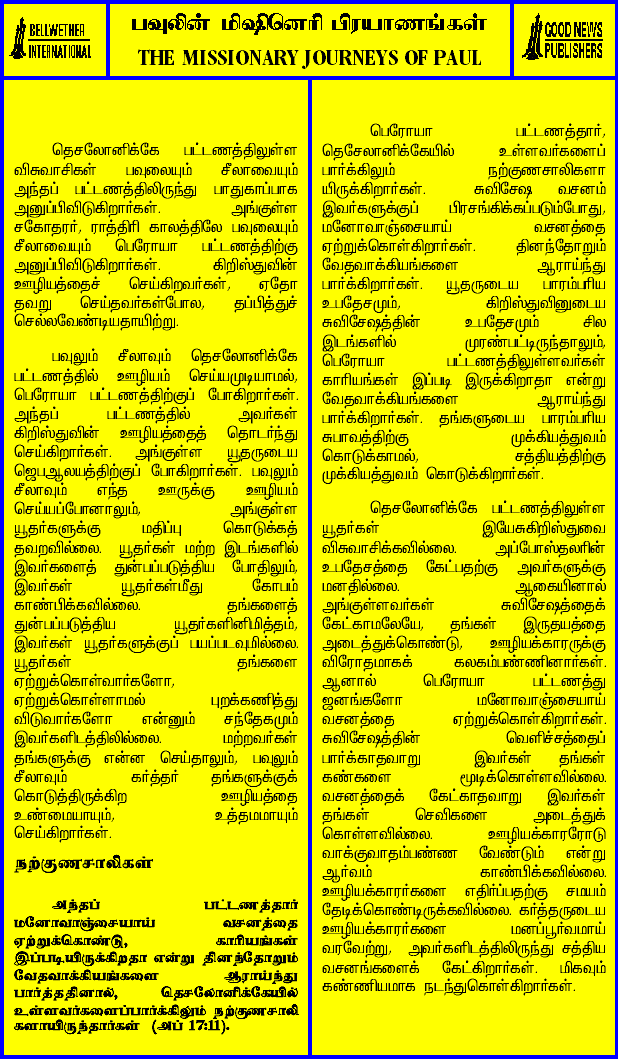 BELLWETHER
INTERNATIONAL
பவுலின் மிஷினெரி பிரயாணங்கள்
THE MISSIONARY JOURNEYS OF PAUL
GOOD NEWS
PUBLISHERS
தெசலோனிக்கே பட்டணத்திலுள்ள
விசுவாசிகள் பவுலையும் சீலாவையும்
அந்தப் பட்டணத்திலிருந்து பாதுகாப்பாக
அனுப்பிவிடுகிறார்கள். அங்குள்ள
சகோதரர், ராத்திரி காலத்திலே பவுலையும்
சீலாவையும் பெரோயா பட்டணத்திற்கு
அனுப்பிவிடுகிறார்கள். கிறிஸ்துவின்
ஊழியத்தைச் செய்கிறவர்கள், ஏதோ
தவறு செய்தவர்கள்போல, தப்பித்துச்
செல்லவேண்டியதாயிற்று.
பவுலும் சீலாவும் தெசலோனிக்கே
பட்டணத்தில் ஊழியம் செய்யமுடியாமல்,
பெரோயா பட்டணத்திற்குப் போகிறார்கள்.
அந்தப் பட்டணத்தில் அவர்கள்
கிறிஸ்துவின் ஊழியத்தைத் தொடர்ந்து
செய்கிறார்கள். அங்குள்ள யூதருடைய
ஜெபஆலயத்திற்குப் போகிறார்கள். பவுலும்
சீலாவும் எந்த ஊருக்கு ஊழியம்
செய்யப்போனாலும், அங்குள்ள
யூதர்களுக்கு மதிப்பு கொடுக்கத்
தவறவில்லை. யூதர்கள் மற்ற இடங்களில்
இவர்களைத் துன்பப்படுத்திய போதிலும்,
இவர்கள் யூதர்கள்மீது கோபம்
காண்பிக்கவில்லை. தங்களைத்
துன்பப்படுத்திய யூதர்களினிமித்தம்,
இவர்கள் யூதர்களுக்குப் பயப்படவுமில்லை.
யூதர்கள் தங்களை
ஏற்றுக்கொள்வார்களோ,
ஏற்றுக்கொள்ளாமல் புறக்கணித்து
விடுவார்களோ என்னும் சந்தேகமும்
இவர்களிடத்திலில்லை. மற்றவர்கள்
தங்களுக்கு என்ன செய்தாலும், பவுலும்
சீலாவும் கர்த்தர் தங்களுக்குக்
கொடுத்திருக்கிற ஊழியத்தை
உண்மையாயும், உத்தமமாயும்
செய்கிறார்கள்.
நற்குணசாலிகள்
அந்தப் பட்டணத்தார்
மனோவாஞ்சையாய் வசனத்தை
ஏற்றுக்கொண்டு, காரியங்கள்
இப்படியிருக்கிறதா என்று தினந்தோறும்
வேதவாக்கியங்களை ஆராய்ந்து
பார்த்ததினால், தெசலோனிக்கேயில்
உள்ளவர்களைப்பார்க்கிலும் நற்குணசாலி
களாயிருந்தார்கள் (அப் 17:11).
பெரோயா பட்டணத்தார்,
தெசேலானிக்கேயில் உள்ளவர்களைப்
பார்க்கிலும் நற்குணசாலிகளா
யிருக்கிறார்கள். சுவிசேஷ வசனம்
இவர்களுக்குப் பிரசங்கிக்கப்படும்போது,
மனோவாஞ்சையாய் வசனத்தை
ஏற்றுக்கொள்கிறார்கள். தினந்தோறும்
வேதவாக்கியங்களை ஆராய்ந்து
பார்க்கிறார்கள். யூதருடைய பாரம்பரிய
உபதேசமும், கிறிஸ்துவினுடைய
சுவிசேஷத்தின் உபதேசமும் சில
இடங்களில் முரண்பட்டிருந்தாலும்,
பெரோயா பட்டணத்திலுள்ளவர்கள்
காரியங்கள் இப்படி இருக்கிறாதா என்று
வேதவாக்கியங்களை ஆராய்ந்து
பார்க்கிறார்கள். தங்களுடைய பாரம்பரிய
சுபாவத்திற்கு முக்கியத்துவம்
கொடுக்காமல், சத்தியத்திற்கு
முக்கியத்துவம் கொடுக்கிறார்கள்.
தெசலோனிக்கே பட்டணத்திலுள்ள
யூதர்கள் இயேசுகிறிஸ்துவை
விசுவாசிக்கவில்லை. அப்போஸ்தலரின்
உபதேசத்தை கேட்பதற்கு அவர்களுக்கு
மனதில்லை. ஆகையினால்
அங்குள்ளவர்கள் சுவிசேஷத்தைக்
கேட்காமலேயே, தங்கள் இருதயத்தை
அடைத்துக்கொண்டு, ஊழியக்காரருக்கு
விரோதமாகக் கலகம்பண்ணினார்கள்.
ஆனால் பெரோயா பட்டணத்து
ஜனங்களோ மனோவாஞ்சையாய்
வசனத்தை ஏற்றுக்கொள்கிறார்கள்.
சுவிசேஷத்தின் வெளிச்சத்தைப்
பார்க்காதவாறு இவர்கள் தங்கள்
கண்களை மூடிக்கொள்ளவில்லை.
வசனத்தைக் கேட்காதவாறு இவர்கள்
தங்கள் செவிகளை அடைத்துக்
கொள்ளவில்லை. ஊழியக்காரரோடு
வாக்குவாதம்பண்ண வேண்டும் என்று
ஆர்வம் காண்பிக்கவில்லை.
ஊழியக்காரர்களை எதிர்ப்பதற்கு சமயம்
தேடிக்கொண்டிருக்கவில்லை. கர்த்தருடைய
ஊழியக்காரர்களை மனப்பூர்வமாய்
வரவேற்று, அவர்களிடத்திலிருந்து சத்திய
வசனங்களைக் கேட்கிறார்கள். மிகவும்
கண்ணியமாக நடந்துகொள்கிறார்கள்.